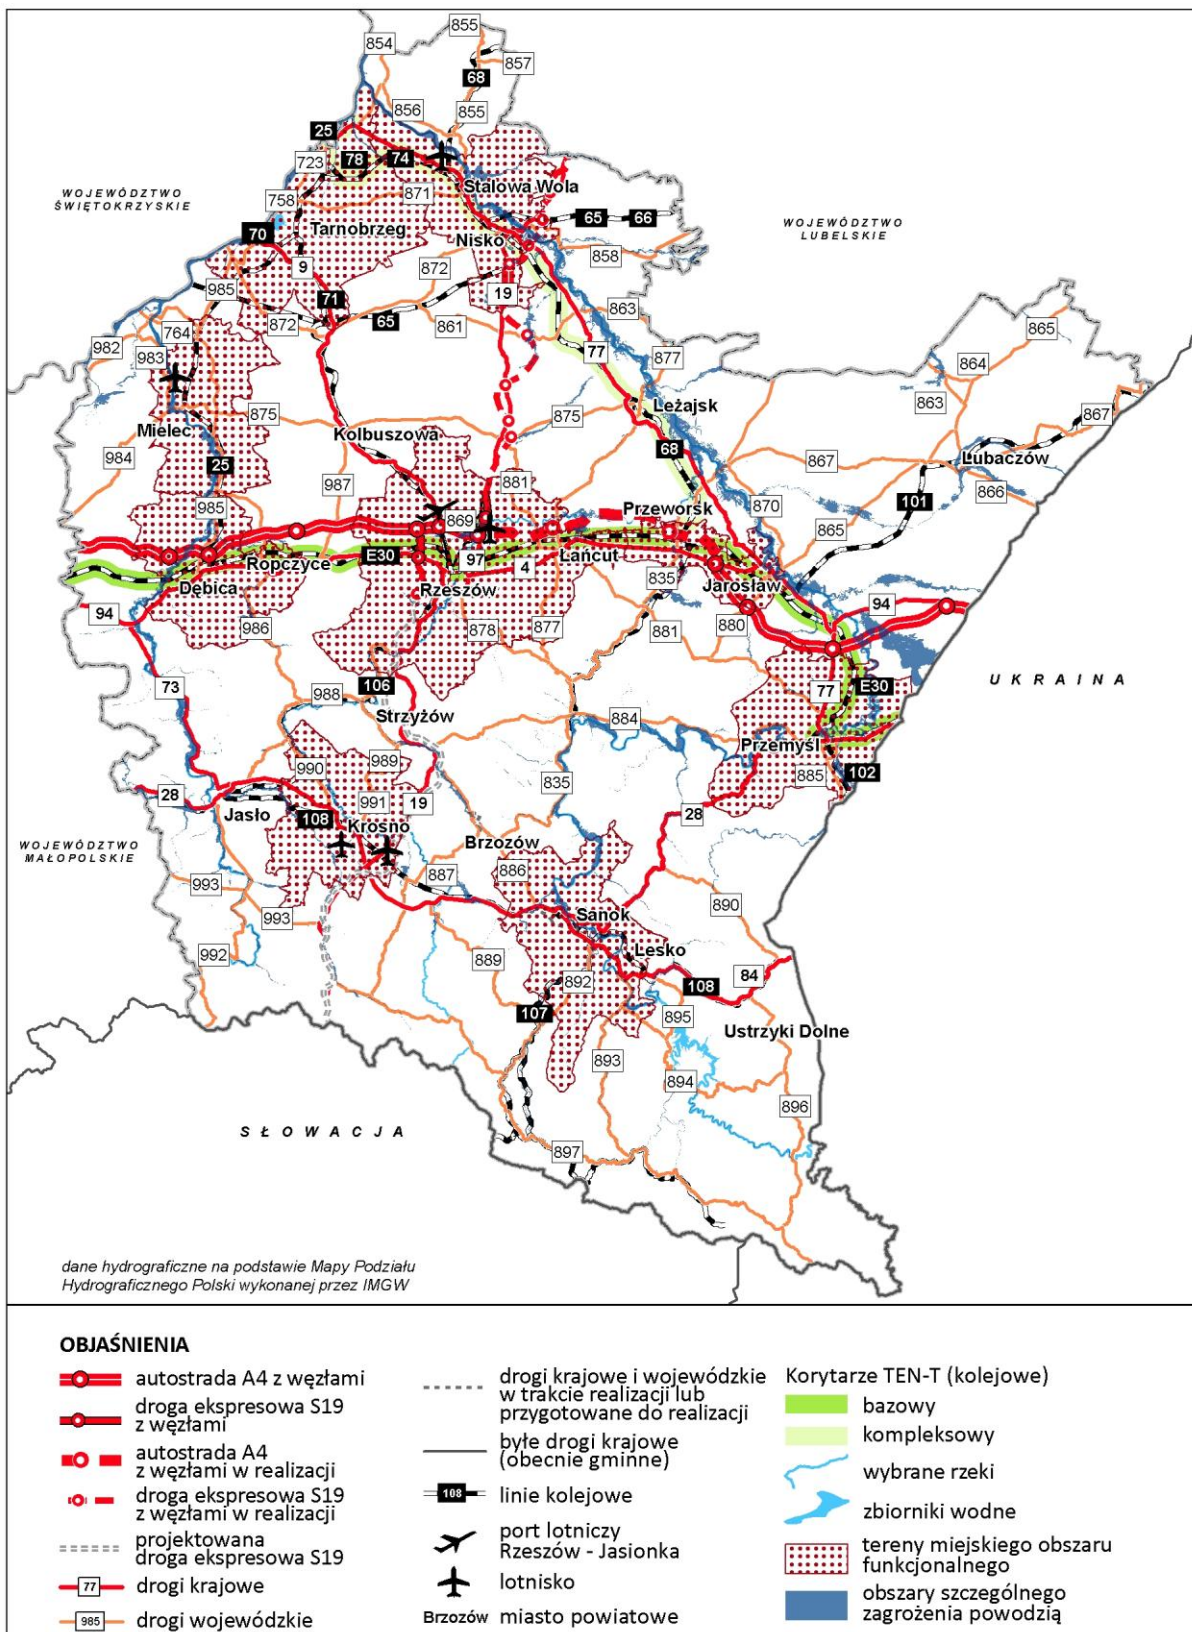 855
854
857
68
856
855
25
723
78
74
WOJEWÓDZTWO
ŚWIĘTOKRZYSKIE
758
871
Stalowa Wola
65
66
WOJEWÓDZTWO
LUBELSKIE
70
Tarnobrzeg
Nisko
858
9
872
985
71
19
872
65
861
863
865
764
982
983
77
877
864
863
875
Leżajsk
875
867
Mielec
Kolbuszowa
984
68
867
Lubaczów
25
987
881
866
101
985
869
Przeworsk
870
865
E30
97
Łańcut
Ropczyce
4
Dębica
Rzeszów
835
Jarosław
94
94
986
878
877
881
880
73
106
77
E30
UKRAINA
988
Strzyżów
884
Przemyśl
990
989
835
885
102
28
991
19
28
Jasło
108
Krosno
WOJEWÓDZTWO
MAŁOPOLSKIE
Brzozów
993
887
886
890
993
Sanok
992
889
Lesko
892
108
84
107
895
Ustrzyki Dolne
893
894
896
SŁOWACJA
897
dane hydrograficzne na podstawie Mapy Podziału
Hydrograficznego Polski wykonanej przez IMGW
OBJAŚNIENIA
autostrada A4 z węzłami
droga ekspresowa S19
z węzłami
autostrada A4
z węzłami w realizacji
droga ekspresowa S19
z węzłami w realizacji
projektowana
droga ekspresowa S19
77 drogi krajowe
985 drogi wojewódzkie
drogi krajowe i wojewódzkie
w trakcie realizacji lub
przygotowane do realizacji
byłe drogi krajowe
(obecnie gminne)
108 linie kolejowe
port lotniczy
Rzeszów - Jasionka
lotnisko
Brzozów miasto powiatowe
Korytarze TEN-T (kolejowe)
bazowy
kompleksowy
wybrane rzeki
zbiorniki wodne
tereny miejskiego obszaru
funkcjonalnego
obszary szczególnego
zagrożenia powodzią